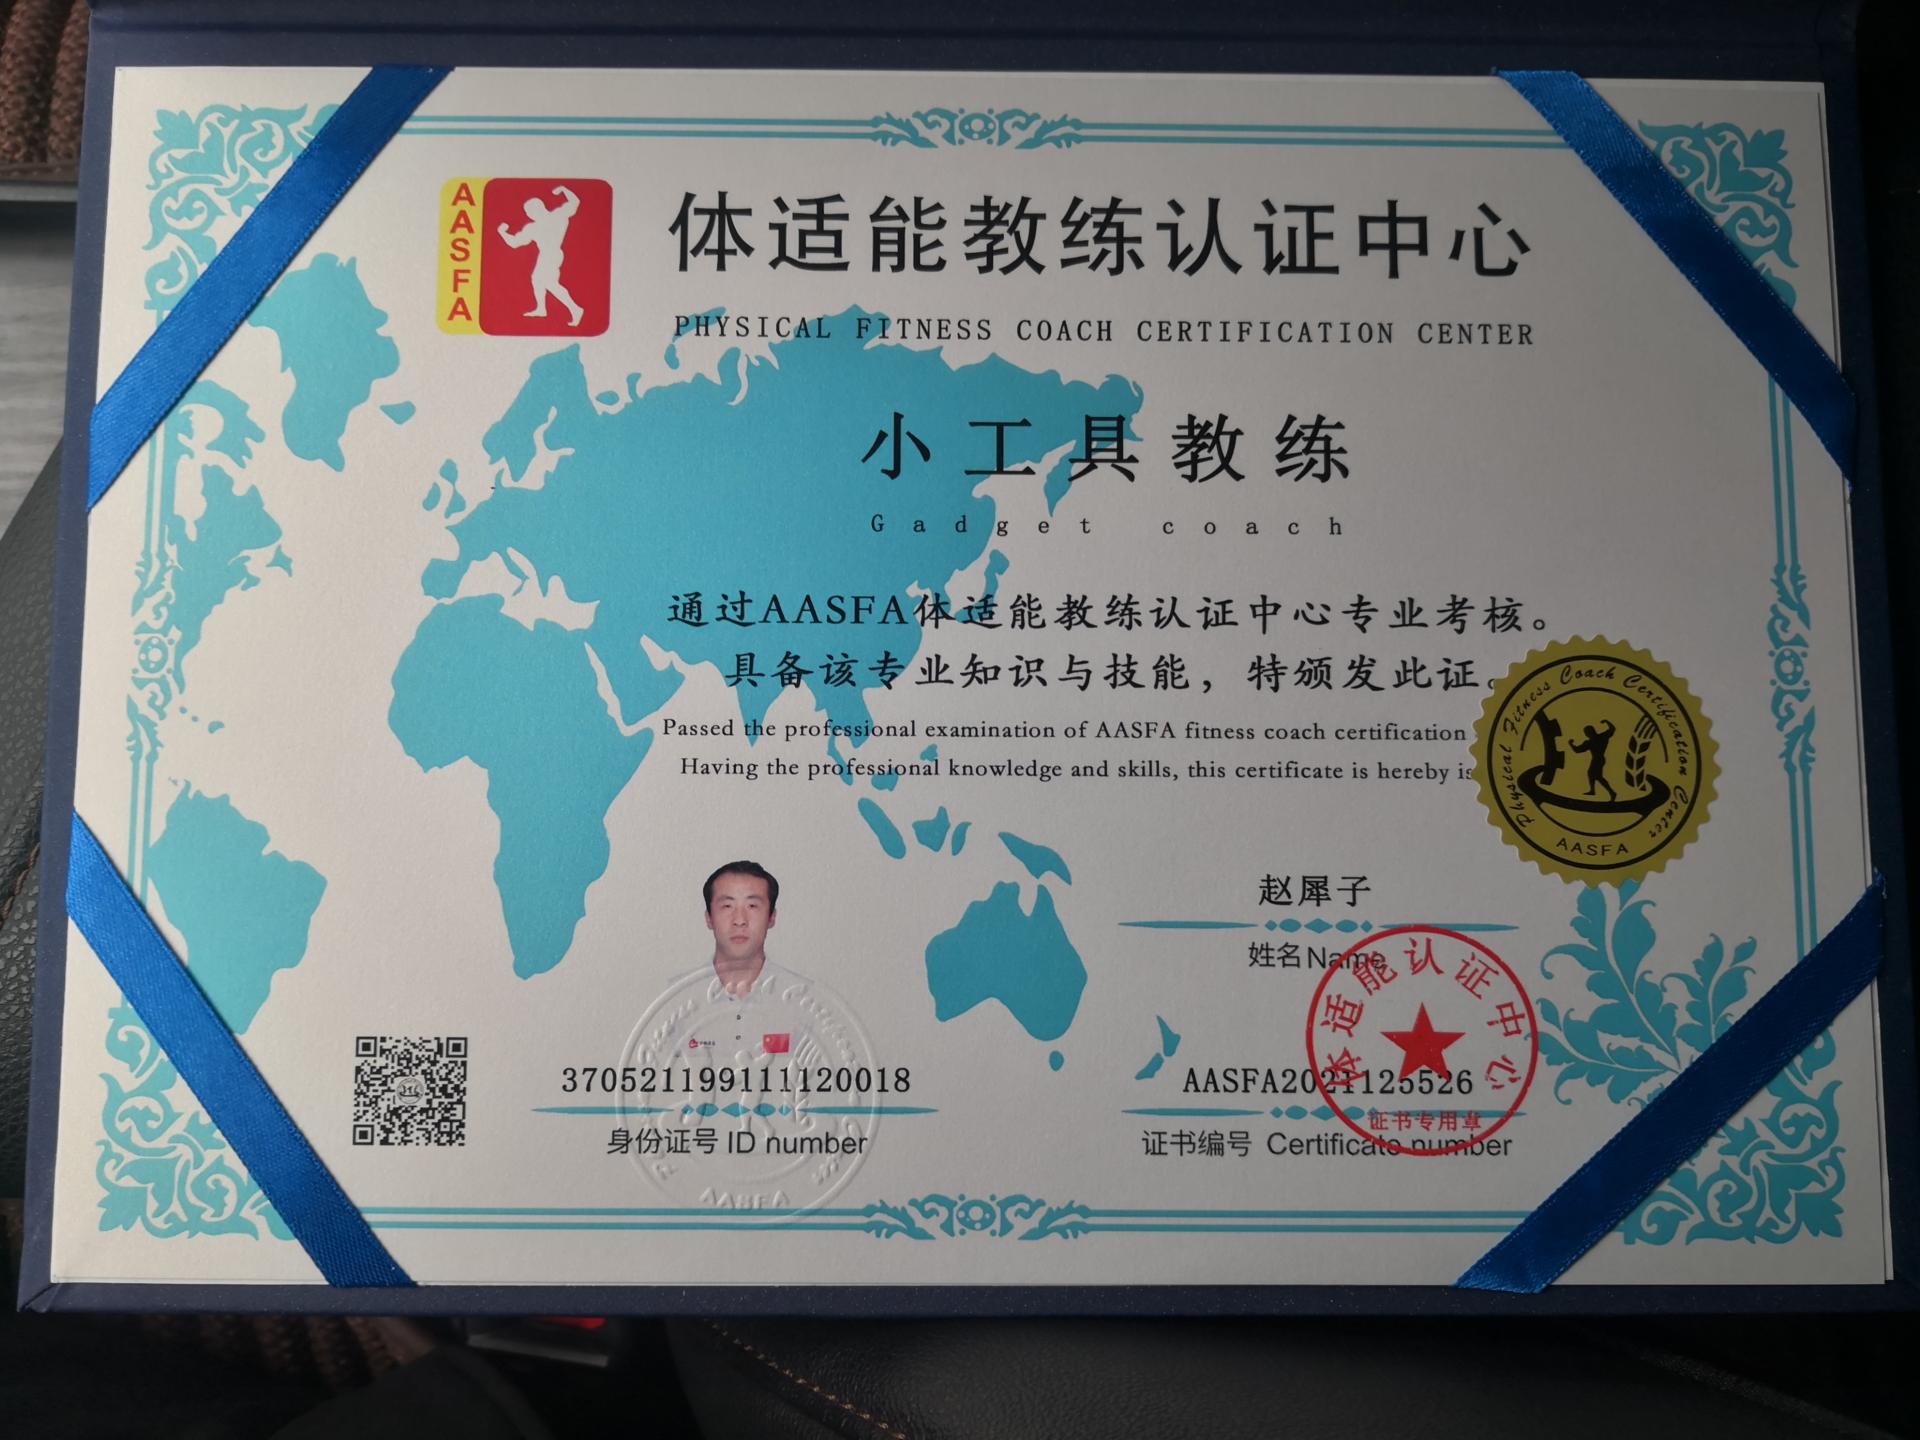 AASFA
体适能教练认证中心
PHYSICAL FITNESS COACH CERTIFICATION CENTER
小工具教练
Gadget coach
通过AASFA体适能教练认证中心专业考核。
具备该专业知识与技能，特颁发此证。
Passed the professional examination of AASFA fitness coach certification
Having the professional knowledge and skills, this certificate is hereby is
Physical Fitness Coach Certification Center
AASFA
赵犀子
姓名Name
体适能认证中心
证书专用章
370521199111120018
身份证号 ID number
AASFA2021125526
证书编号 Certificate number
AASFA